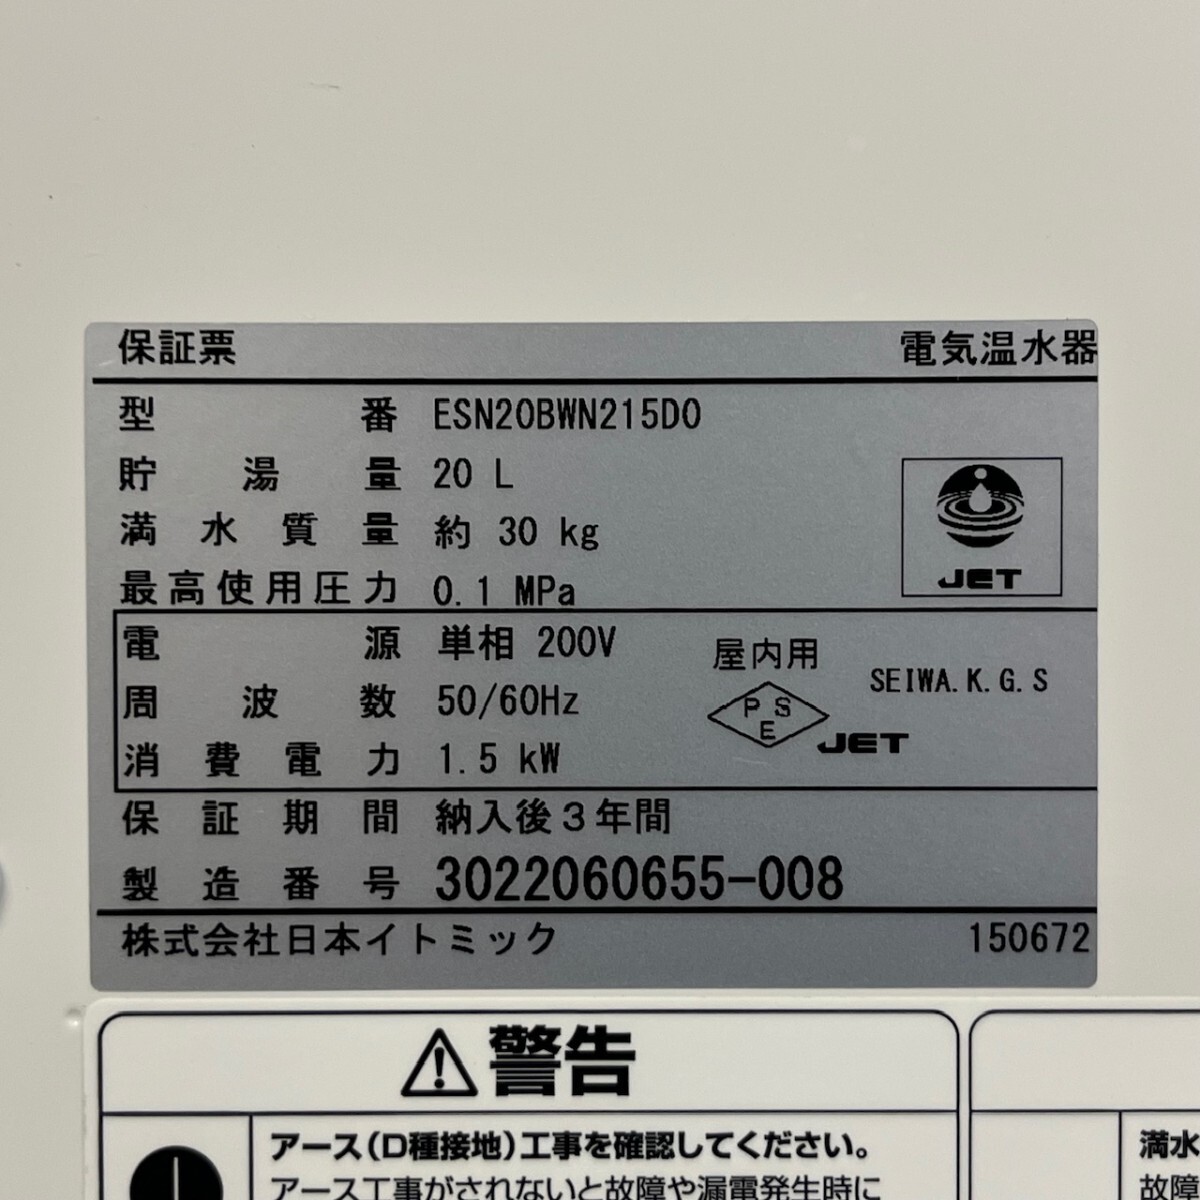 保証票 電気温水器
型番 ESN20BWN215D0
貯湯量 20 L
満水質量 約 30 kg
JET
最高使用圧力 0.1 MPa
電源 単相 200V
屋内用
SEIWA.K.G.S
周波数 50/60Hz
PSE
JET
消費電力 1.5 kW
保証期間 納入後3年間
製造番号 3022060655-008
株式会社日本イトミック 150672
警告
アース(D種接地)工事を確認してください。
アース工事がされないと故障や漏電発生時に
満水
故障